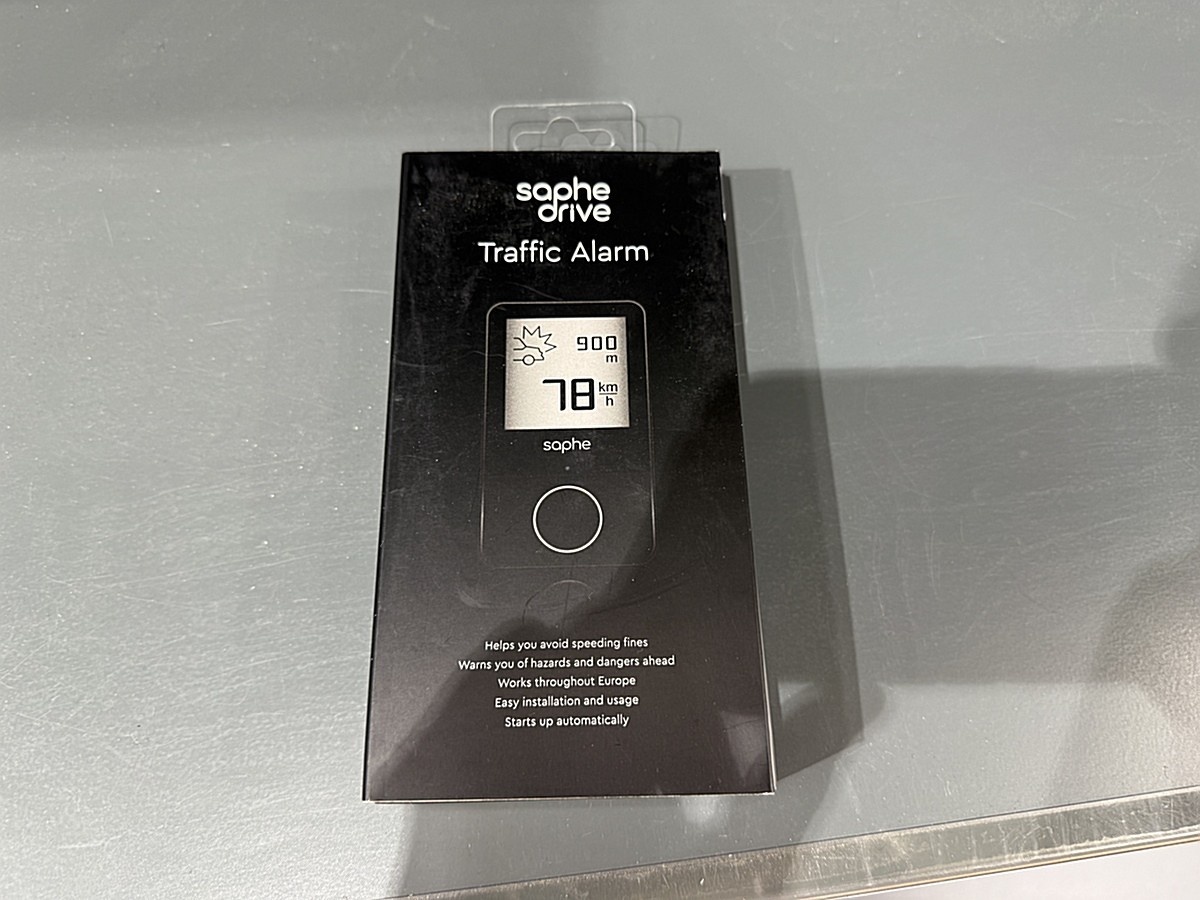 saphe
drive
Traffic Alarm
900
m
78 km/h
saphe
Helps you avoid speeding fines
Warns you of hazards and dangers ahead
Works throughout Europe
Easy installation and usage
Starts up automatically